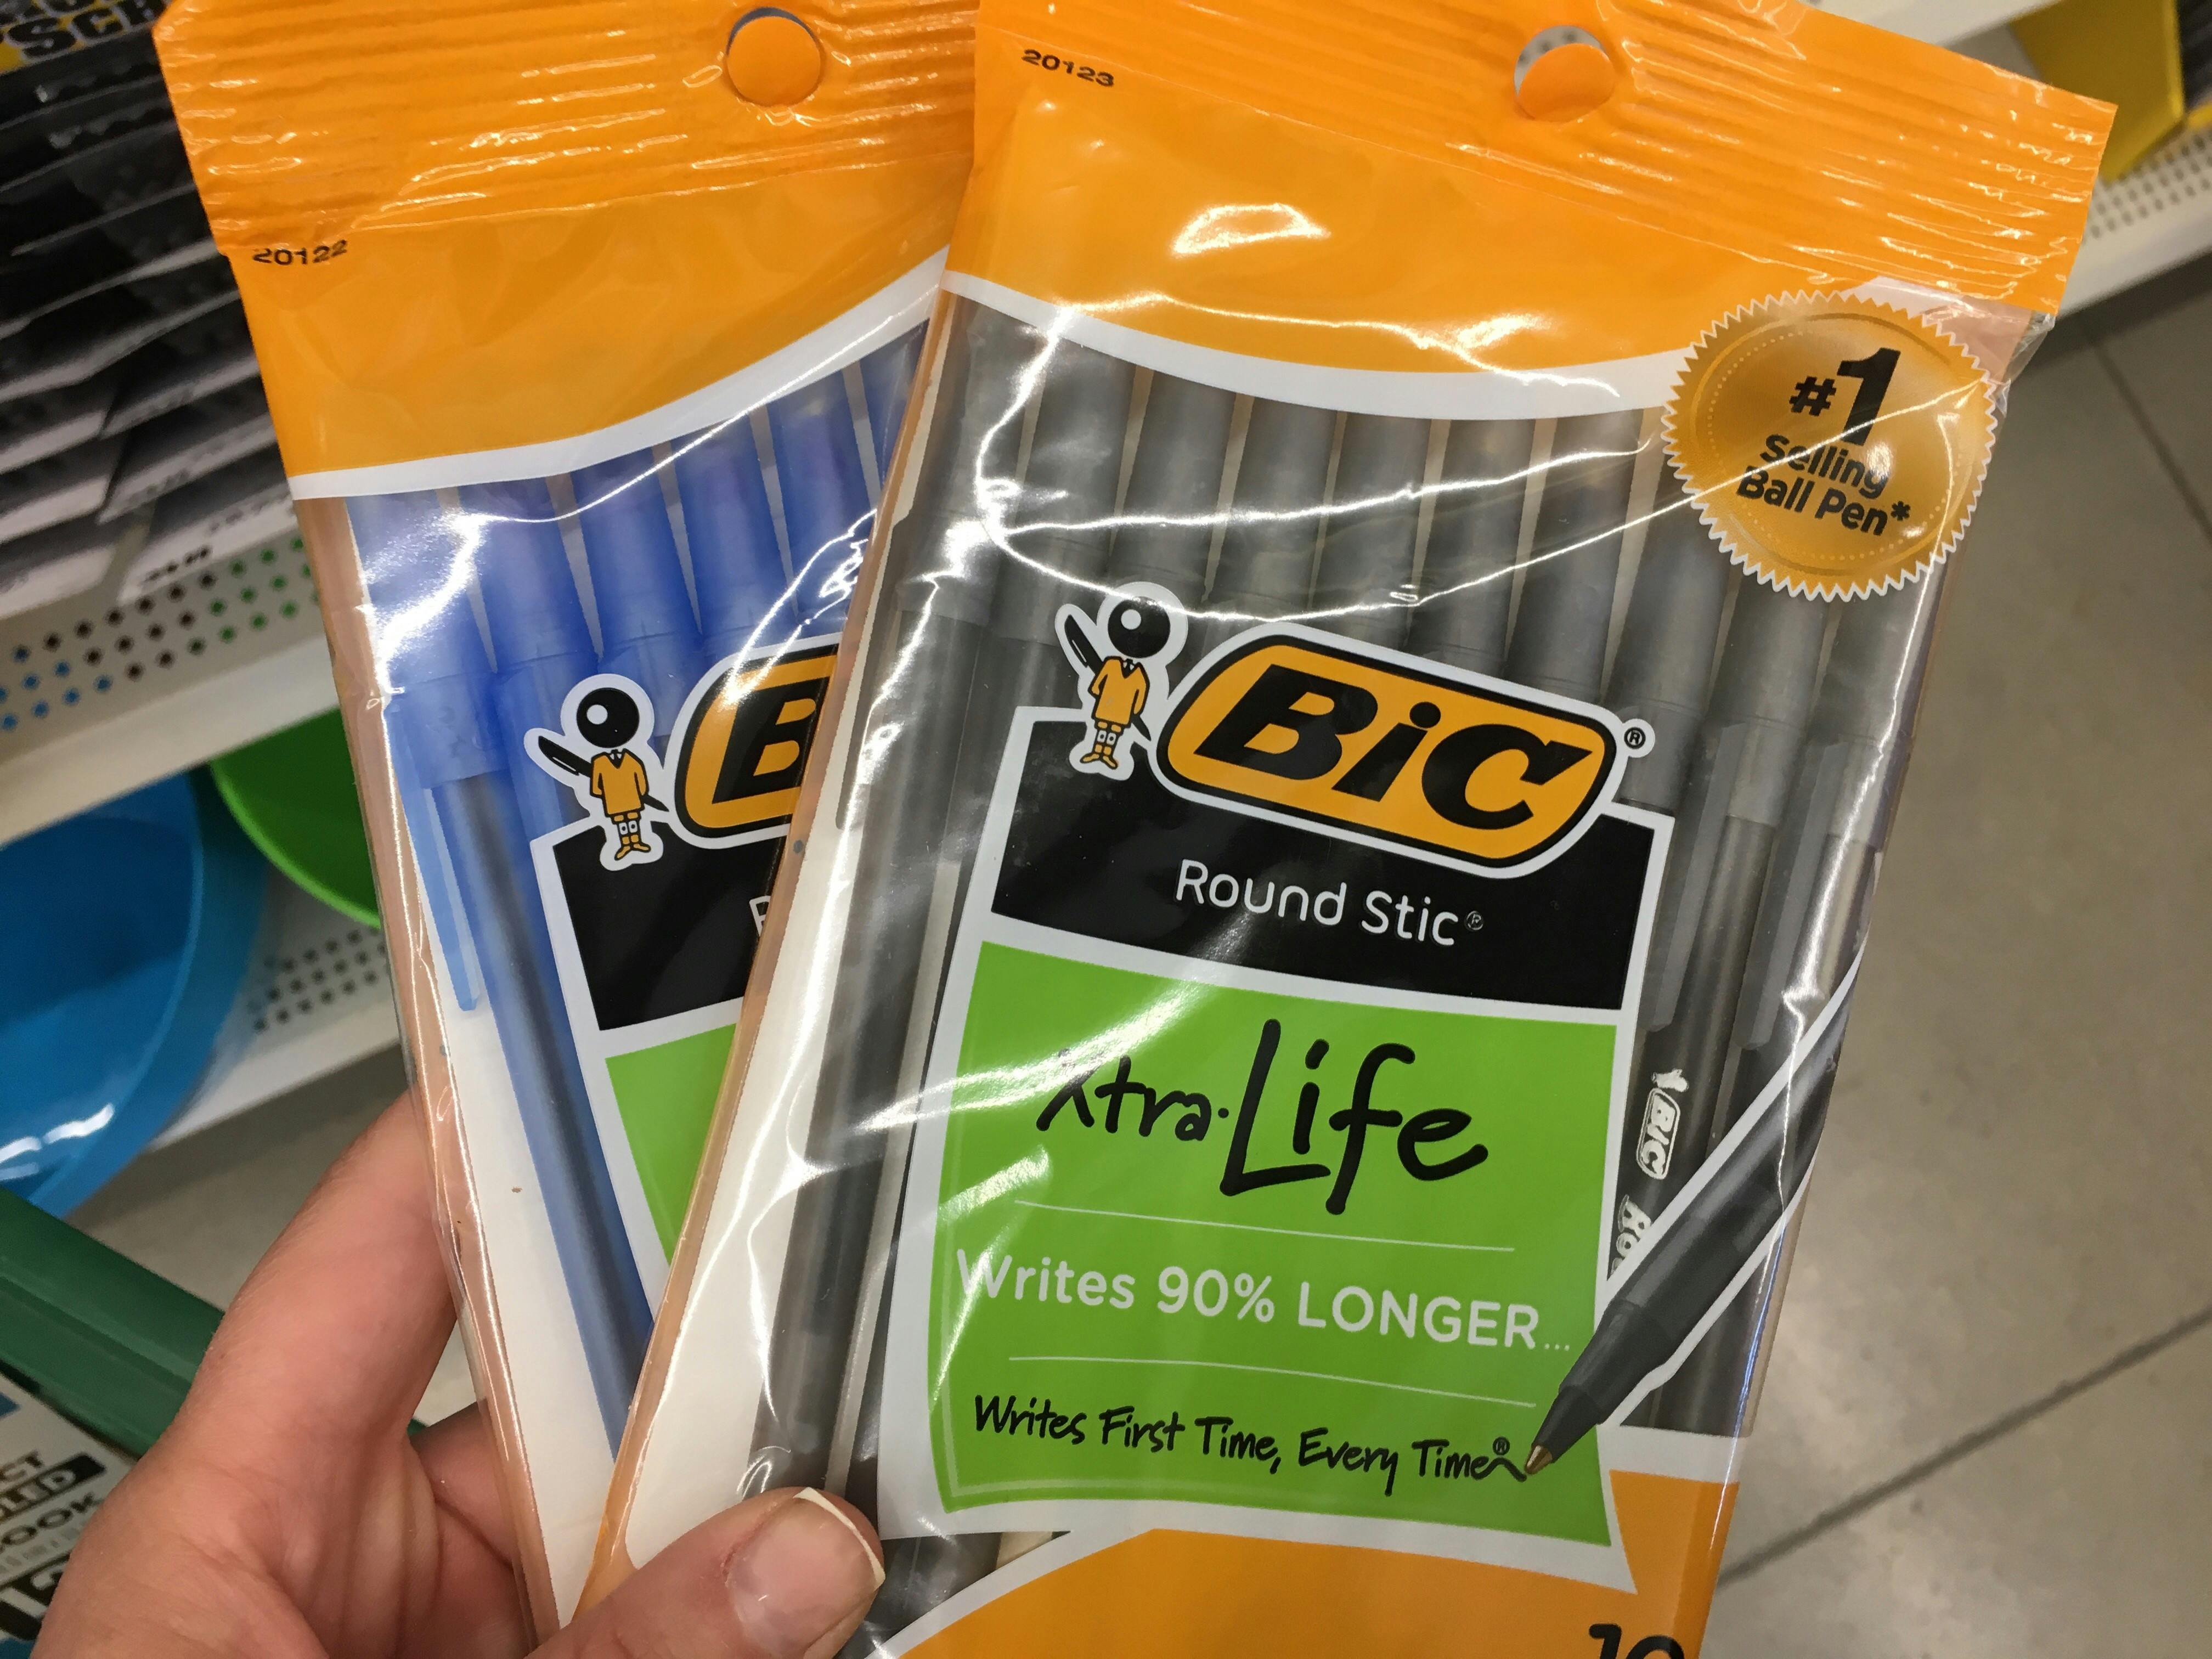 20122
B
R
20123
#1
Selling
Ball Pen*
BiC®
Round Stic®
Xtra-Life
Writes 90% LONGER...
Writes First Time, Every Time®
BIC
10